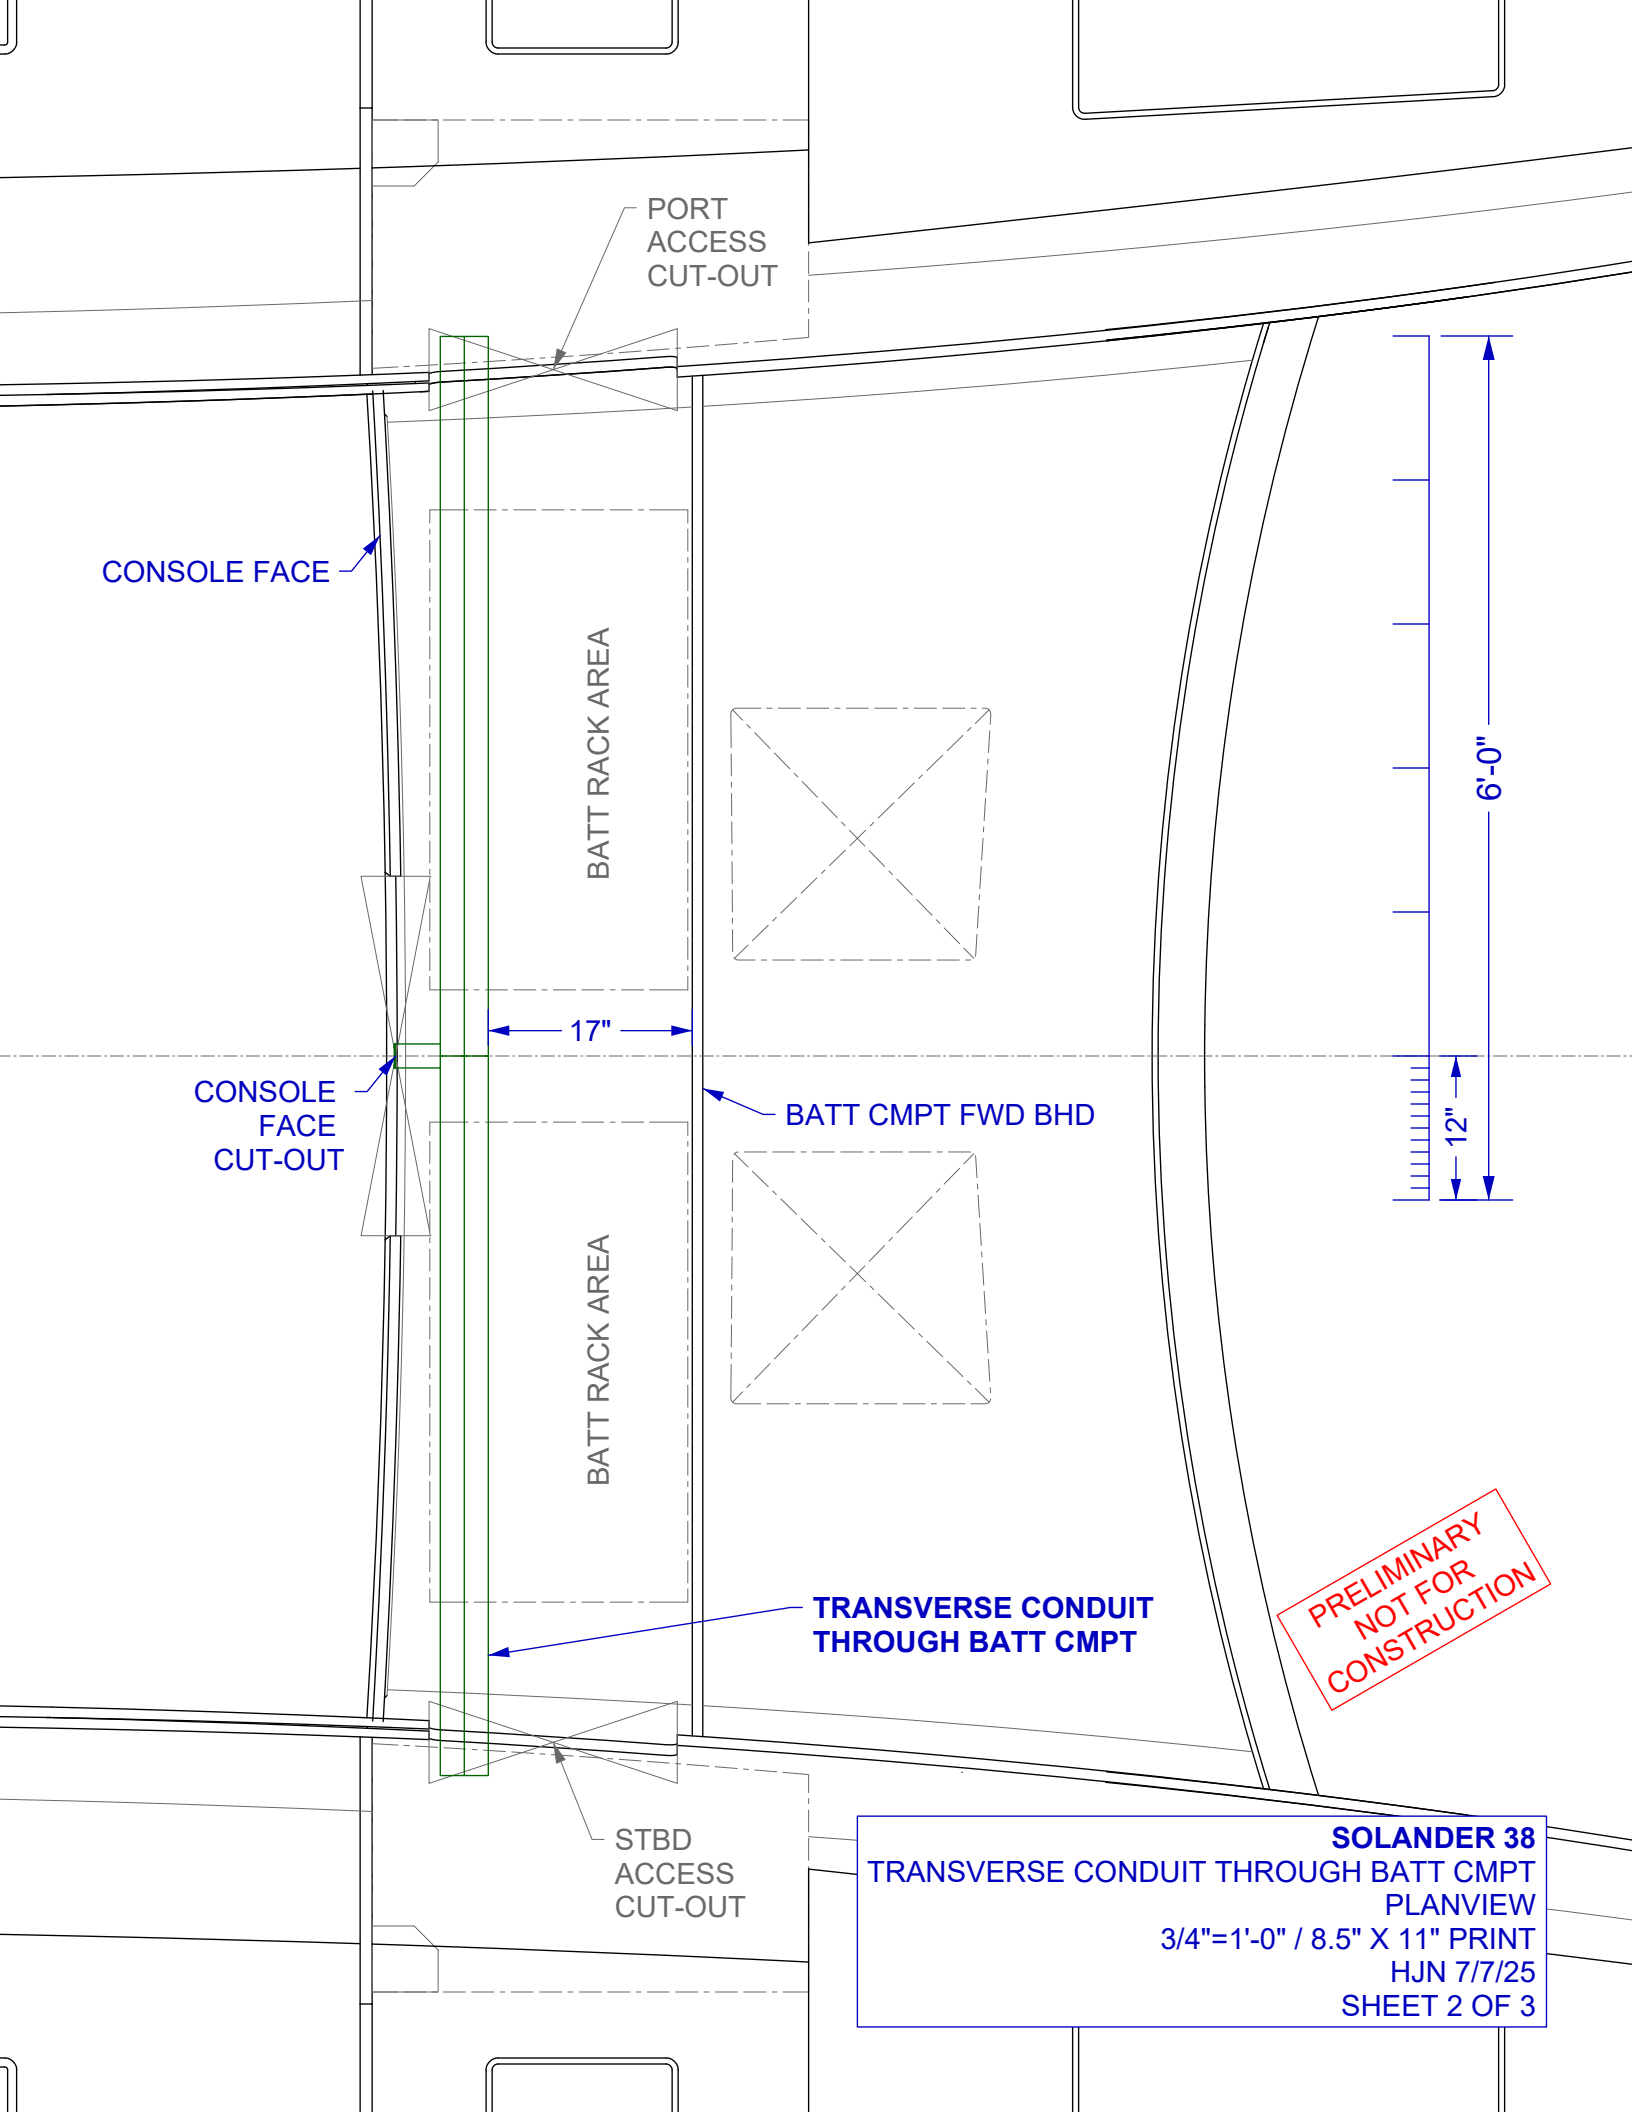 PORT
ACCESS
CUT-OUT
CONSOLE FACE
BATT RACK AREA
6'-0"
17"
CONSOLE
FACE
CUT-OUT
BATT CMPT FWD BHD
12"
BATT RACK AREA
TRANSVERSE CONDUIT
THROUGH BATT CMPT
PRELIMINARY
NOT FOR
CONSTRUCTION
STBD
ACCESS
CUT-OUT
SOLANDER 38
TRANSVERSE CONDUIT THROUGH BATT CMPT
PLANVIEW
3/4"=1'-0" / 8.5" X 11" PRINT
HJN 7/7/25
SHEET 2 OF 3